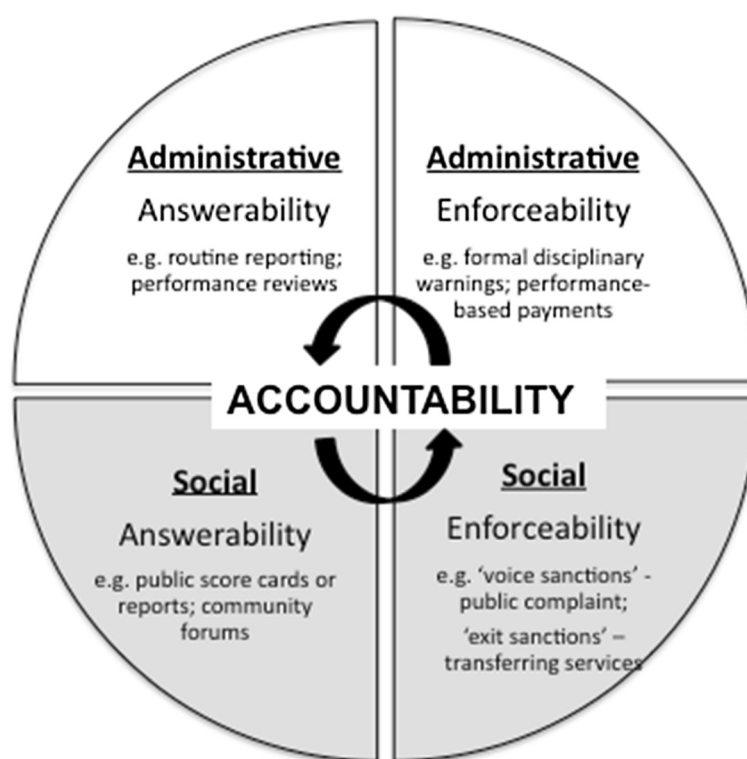 Administrative
Answerability
e.g. routine reporting;
performance reviews
Administrative
Enforceability
e.g. formal disciplinary
warnings; performance-
based payments
ACCOUNTABILITY
Social
Answerability
e.g. public score cards or
reports; community
forums
Social
Enforceability
e.g. ‘voice sanctions’ -
public complaint;
‘exit sanctions’ –
transferring services